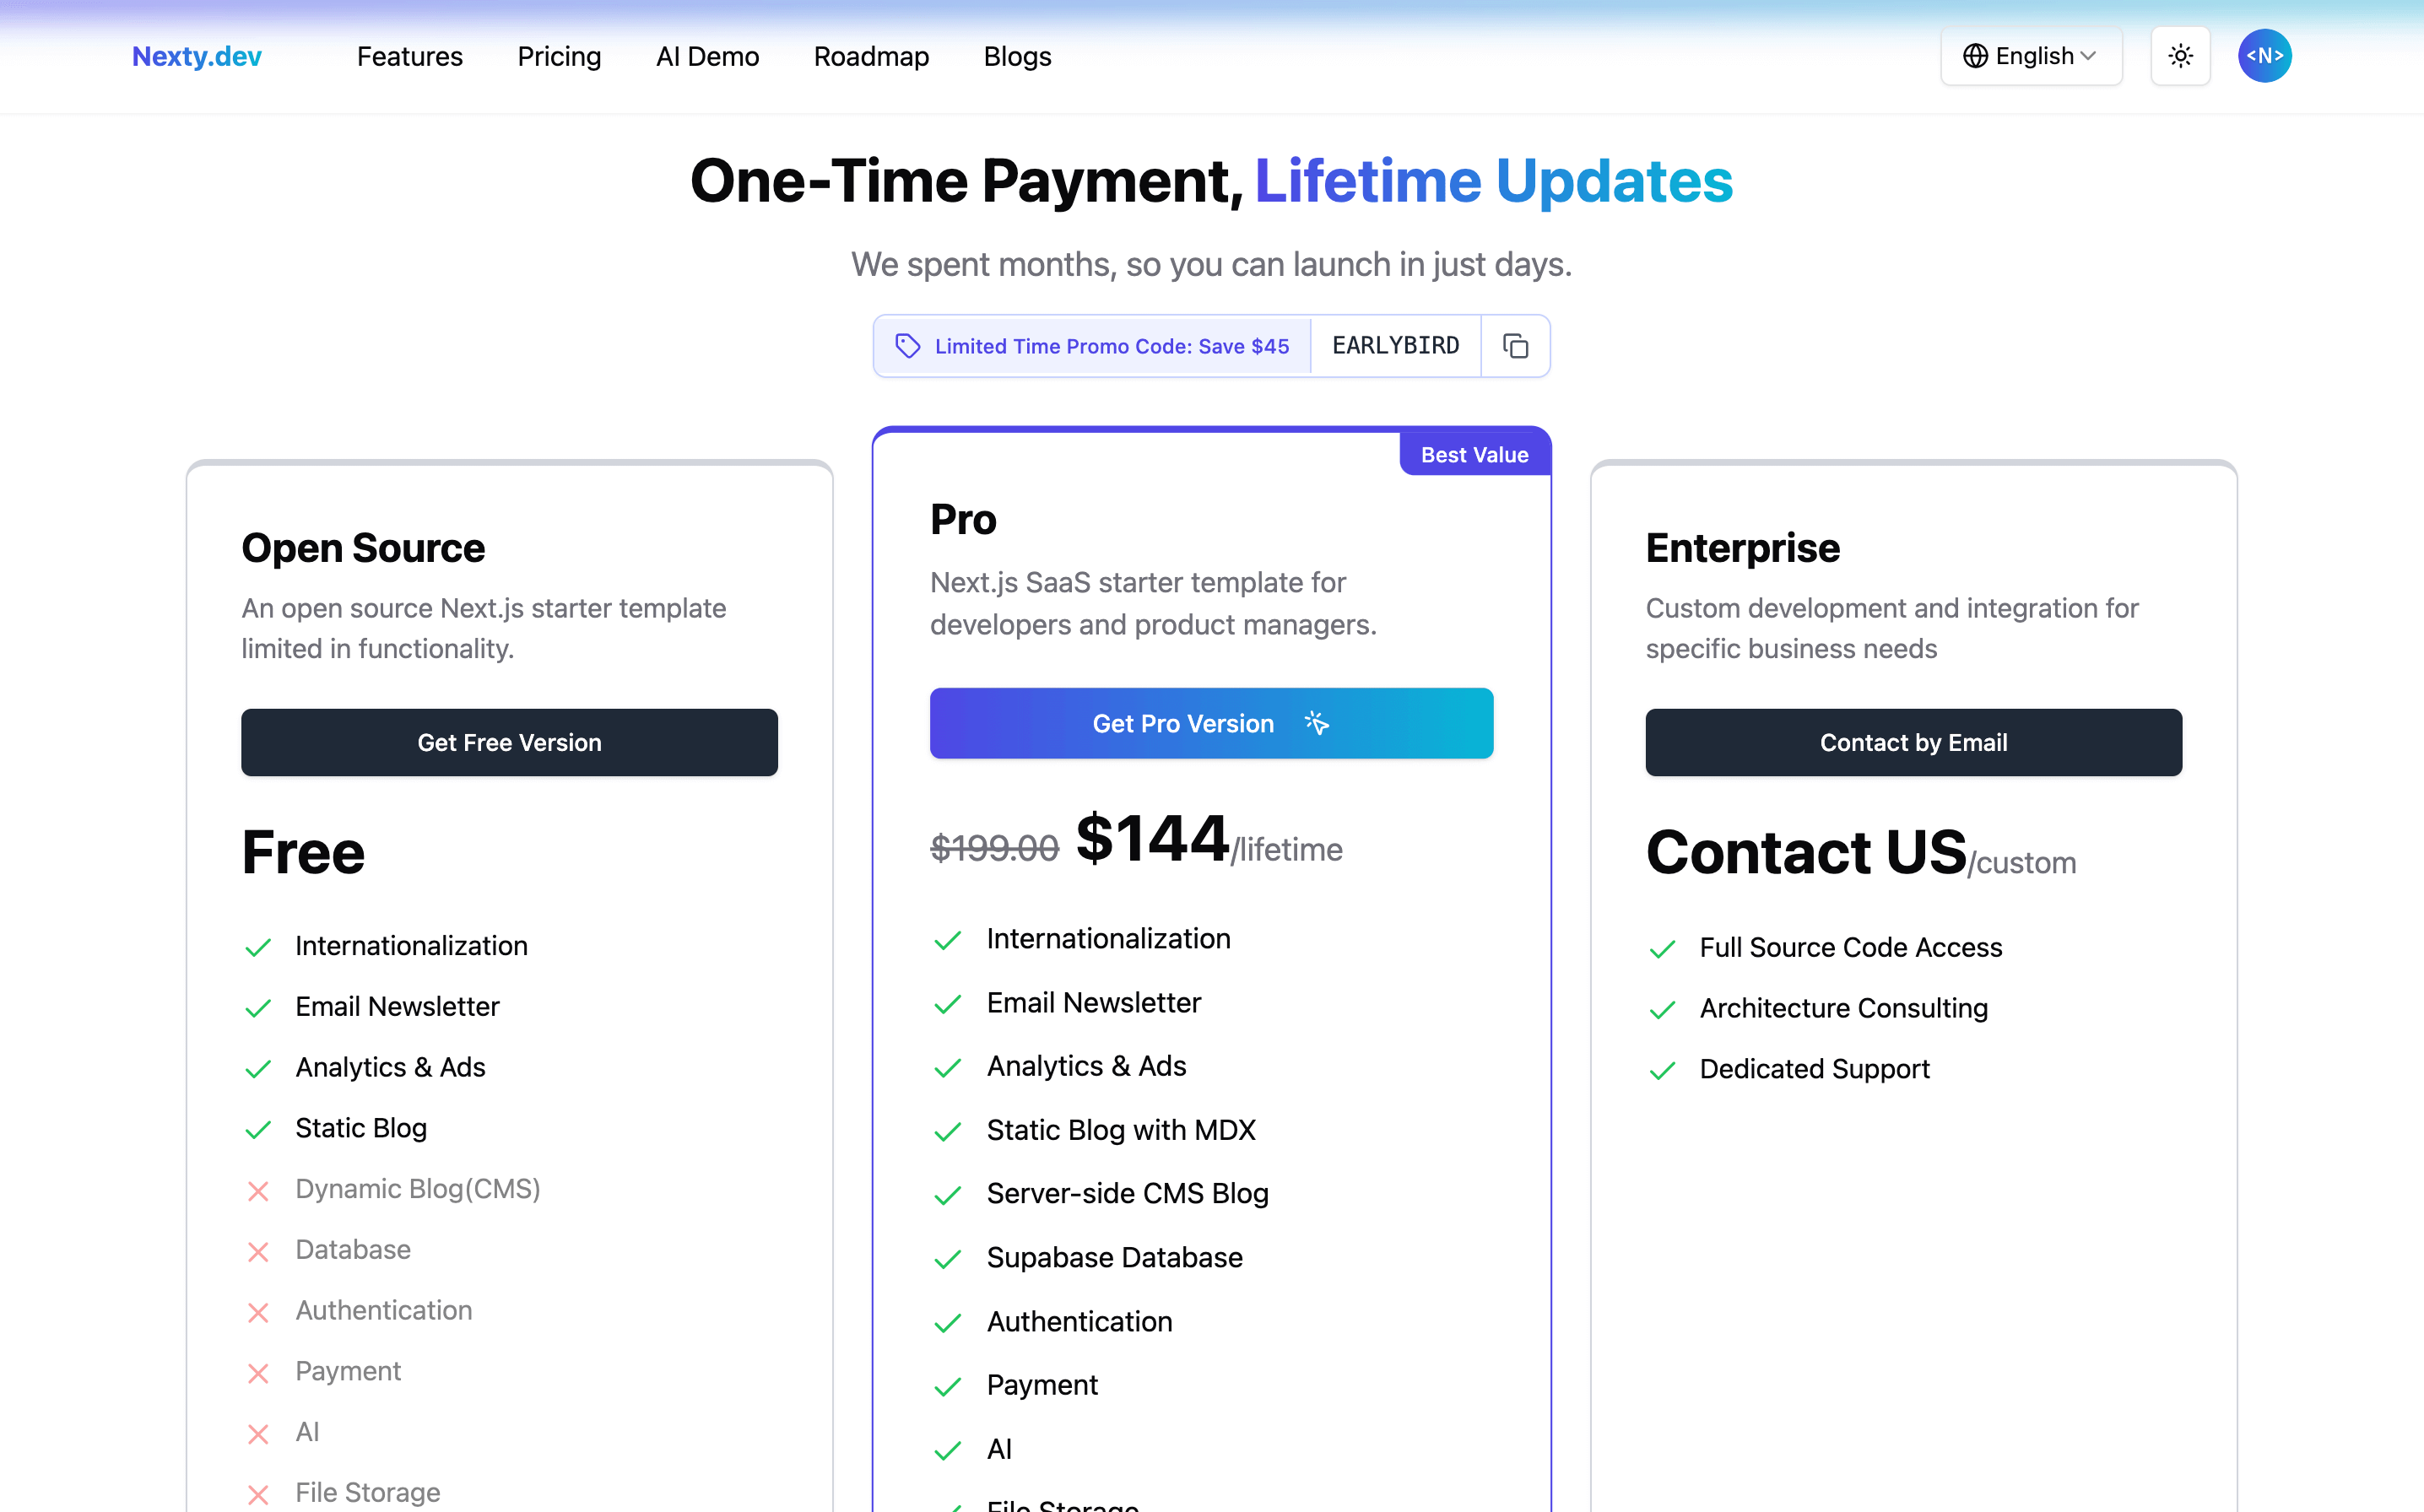 Nexty.dev
Features
Pricing
AI Demo
Roadmap
Blogs
English
<N>
One-Time Payment, Lifetime Updates
We spent months, so you can launch in just days.
Limited Time Promo Code: Save $45
EARLYBIRD
Open Source
An open source Next.js starter template
limited in functionality.
Get Free Version
Free
Internationalization
Email Newsletter
Analytics & Ads
Static Blog
Dynamic Blog(CMS)
Database
Authentication
Payment
AI
File Storage
Best Value
Pro
Next.js SaaS starter template for
developers and product managers.
Get Pro Version
$199.00 $144/lifetime
Internationalization
Email Newsletter
Analytics & Ads
Static Blog with MDX
Server-side CMS Blog
Supabase Database
Authentication
Payment
AI
File Storage
Enterprise
Custom development and integration for
specific business needs
Contact by Email
Contact US/custom
Full Source Code Access
Architecture Consulting
Dedicated Support